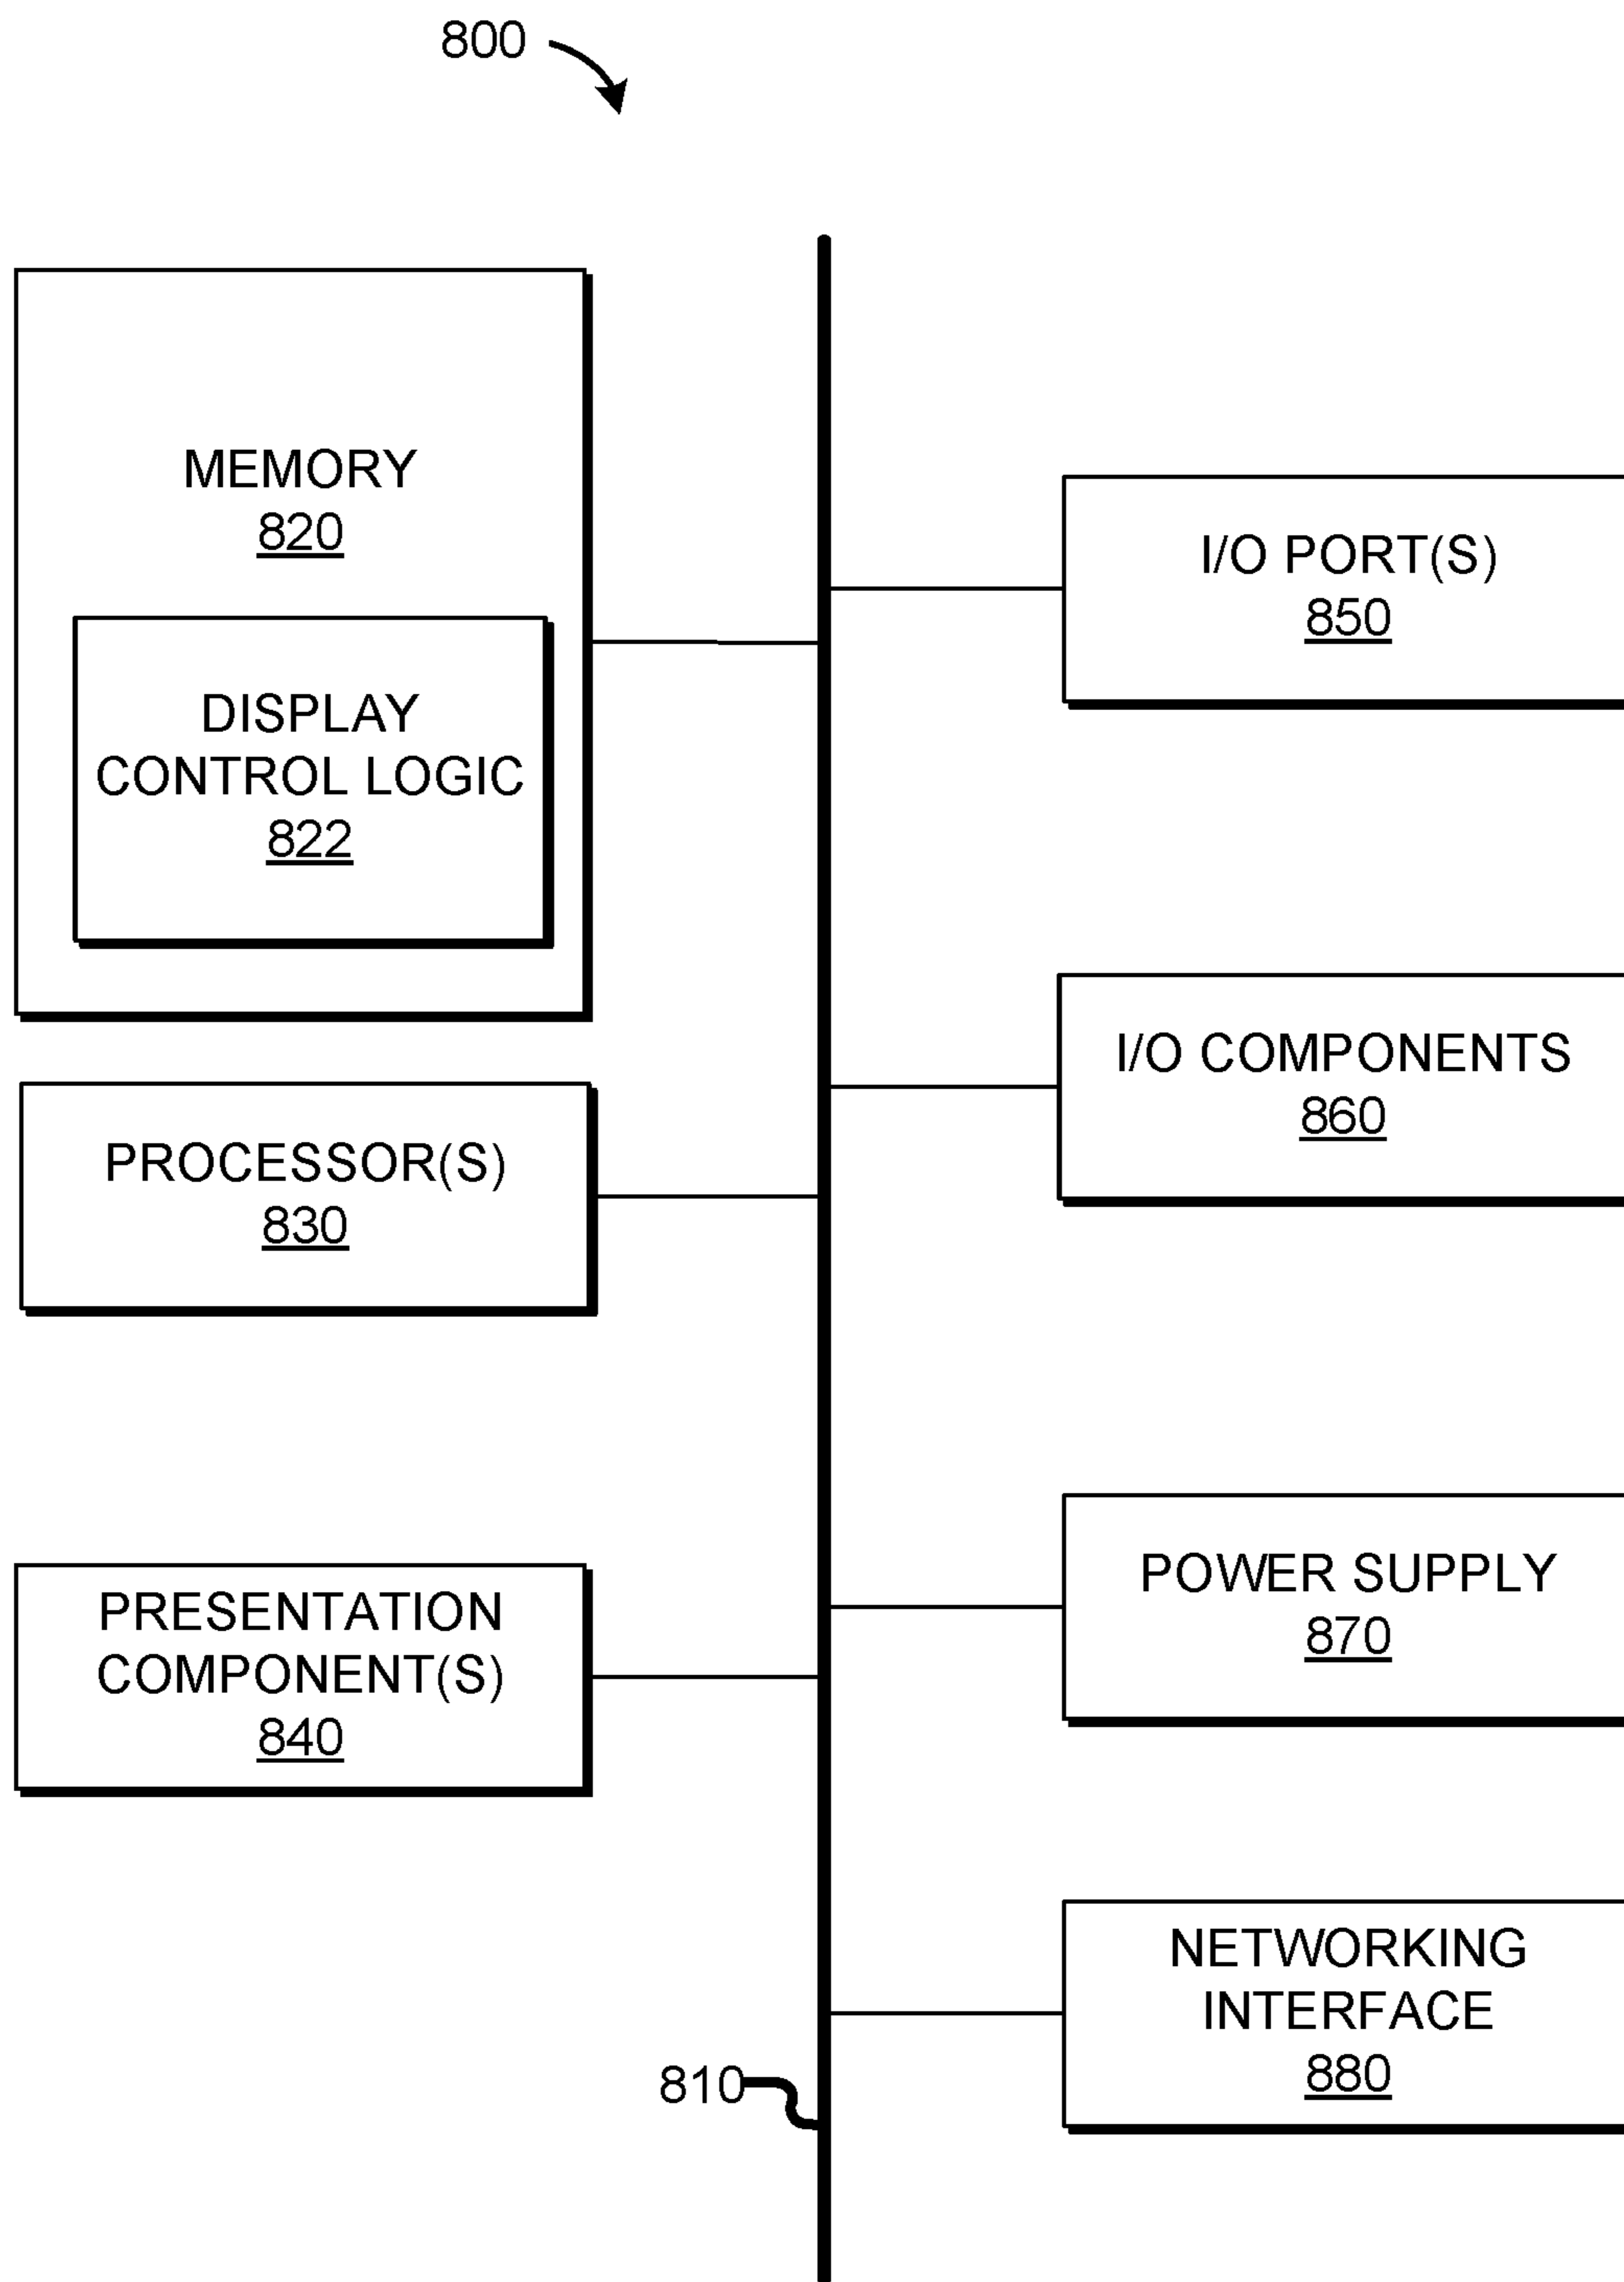 800
MEMORY
820
DISPLAY
CONTROL LOGIC
822
PROCESSOR(S)
830
PRESENTATION
COMPONENT(S)
840
I/O PORT(S)
850
I/O COMPONENTS
860
POWER SUPPLY
870
NETWORKING
INTERFACE
880
810